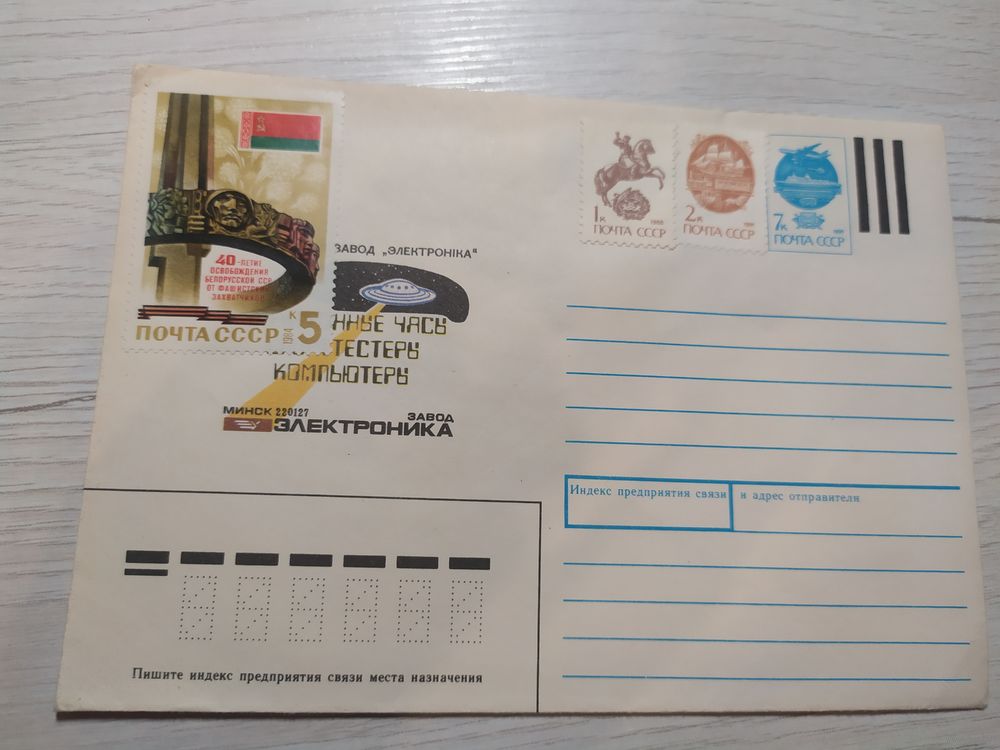 40-ЛЕТИЕ
ОСВОБОЖДЕНИЯ
БЕЛОРУССКОЙ ССР
ОТ ФАШИСТСКИХ
ЗАХВАТЧИКОВ
ПОЧТА СССР 1984 к 5
1к 1988
ПОЧТА СССР
2к
ПОЧТА СССР
7к 1991
ПОЧТА СССР
ЗАВОД „ЭЛЕКТРОНІКА“
ННЫЕ ЧАСЫ
ТЕСТЕРЫ
КОМПЬЮТЕРЫ
МИНСК 220127
ЗАВОД
ЭЛЕКТРОНИКА
Индекс предприятия связи и адрес отправителя
Пишите индекс предприятия связи места назначения